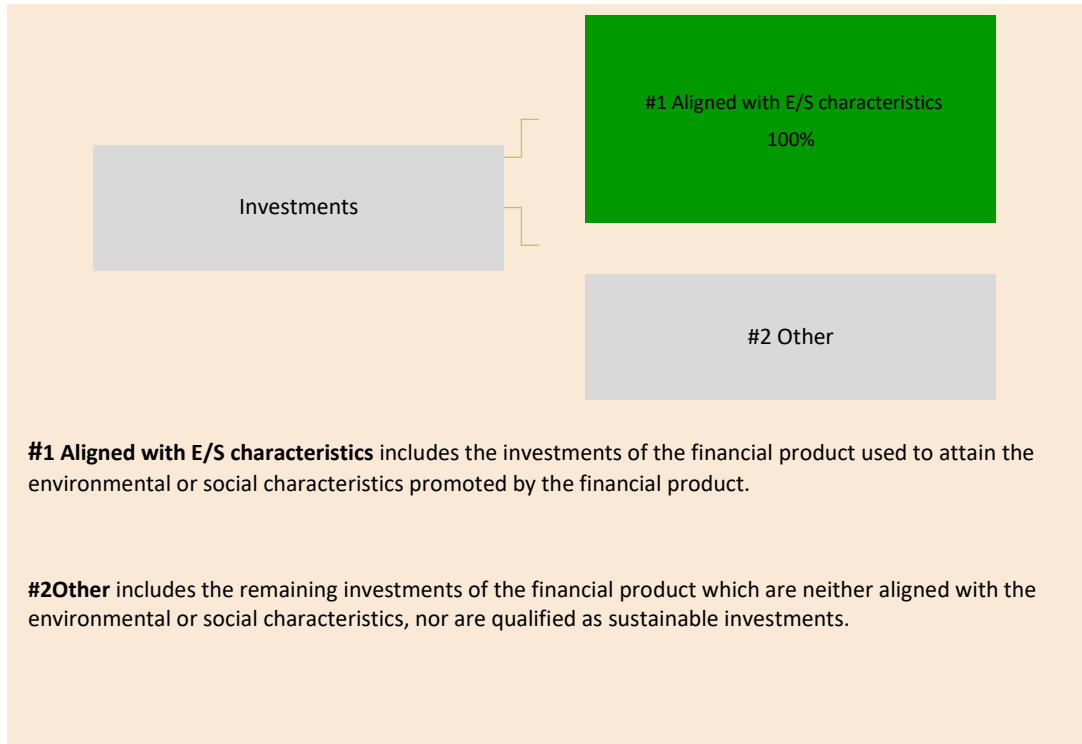 #1 Aligned with E/S characteristics
100%
Investments
#2 Other
#1 Aligned with E/S characteristics includes the investments of the financial product used to attain the
environmental or social characteristics promoted by the financial product.
#2Other includes the remaining investments of the financial product which are neither aligned with the
environmental or social characteristics, nor are qualified as sustainable investments.